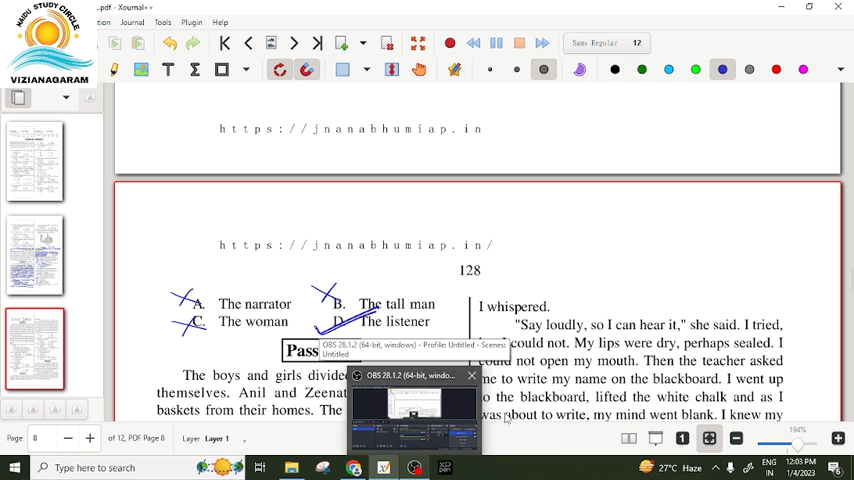 NAIDU STUDY CIRCLE
VIZIANAGARAM
..pdf - Xournal++
tion Journal Tools Plugin Help
Sans Regular 12
https://jnanabhumiap.in
https://jnanabhumiap.in/
128
A. The narrator B. The tall man
C. The woman D. The listener
Pass
The boys and girls divide
themselves. Anil and Zeenat
baskets from their homes. The
I whispered.
"Say loudly, so I can hear it," she said. I tried,
could not. My lips were dry, perhaps sealed. I
could not open my mouth. Then the teacher asked
me to write my name on the blackboard. I went up
to the blackboard, lifted the white chalk and as I
was about to write, my mind went blank. I knew my
OBS 28.1.2 (64-bit, windows) - Profile: Untitled - Scenes:
Untitled
OBS 28.1.2 (64-bit, windo...
Page 8 of 12, PDF Page 8 Layer Layer 1
194%
Type here to search
XP-PEN
27°C Haze
ENG
IN
12:03 PM
1/4/2023